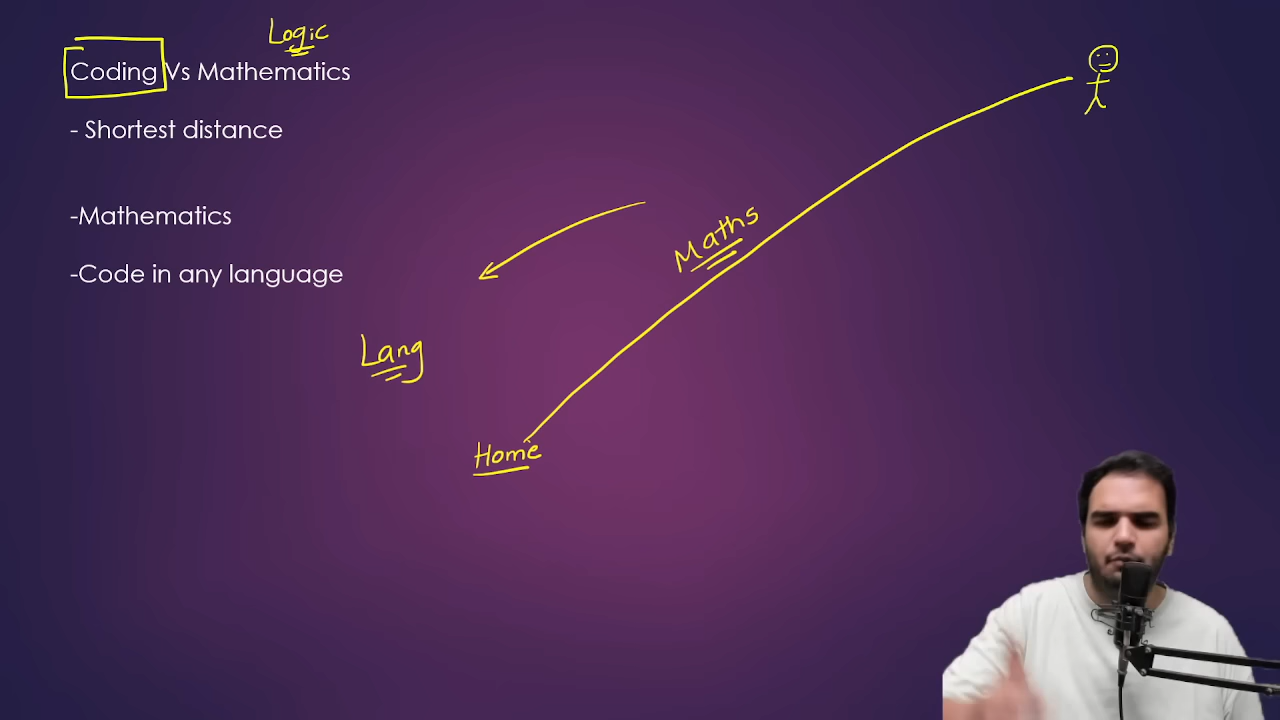 Logic
Coding Vs Mathematics
- Shortest distance
-Mathematics
-Code in any language
Maths
Lang
Home